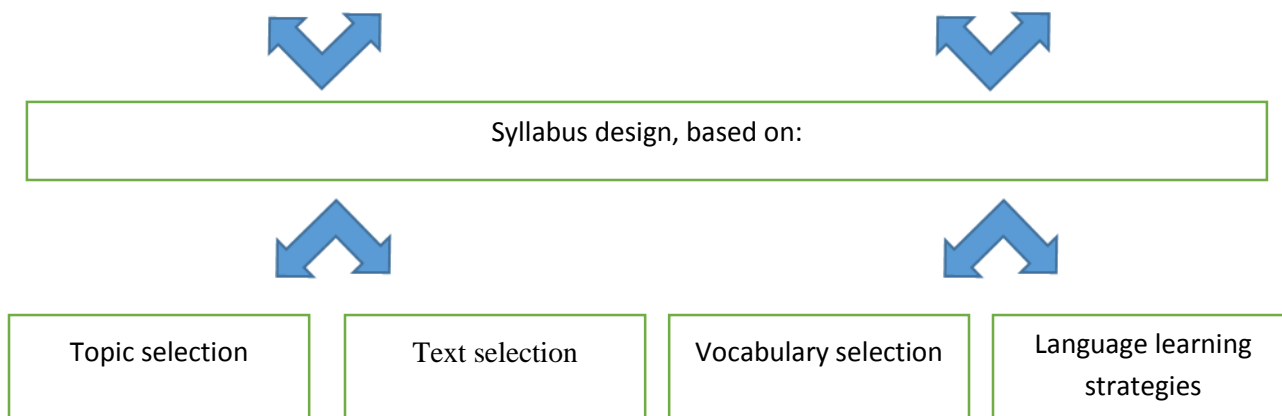 Syllabus design, based on:
Topic selection
Text selection
Vocabulary selection
Language learning
strategies